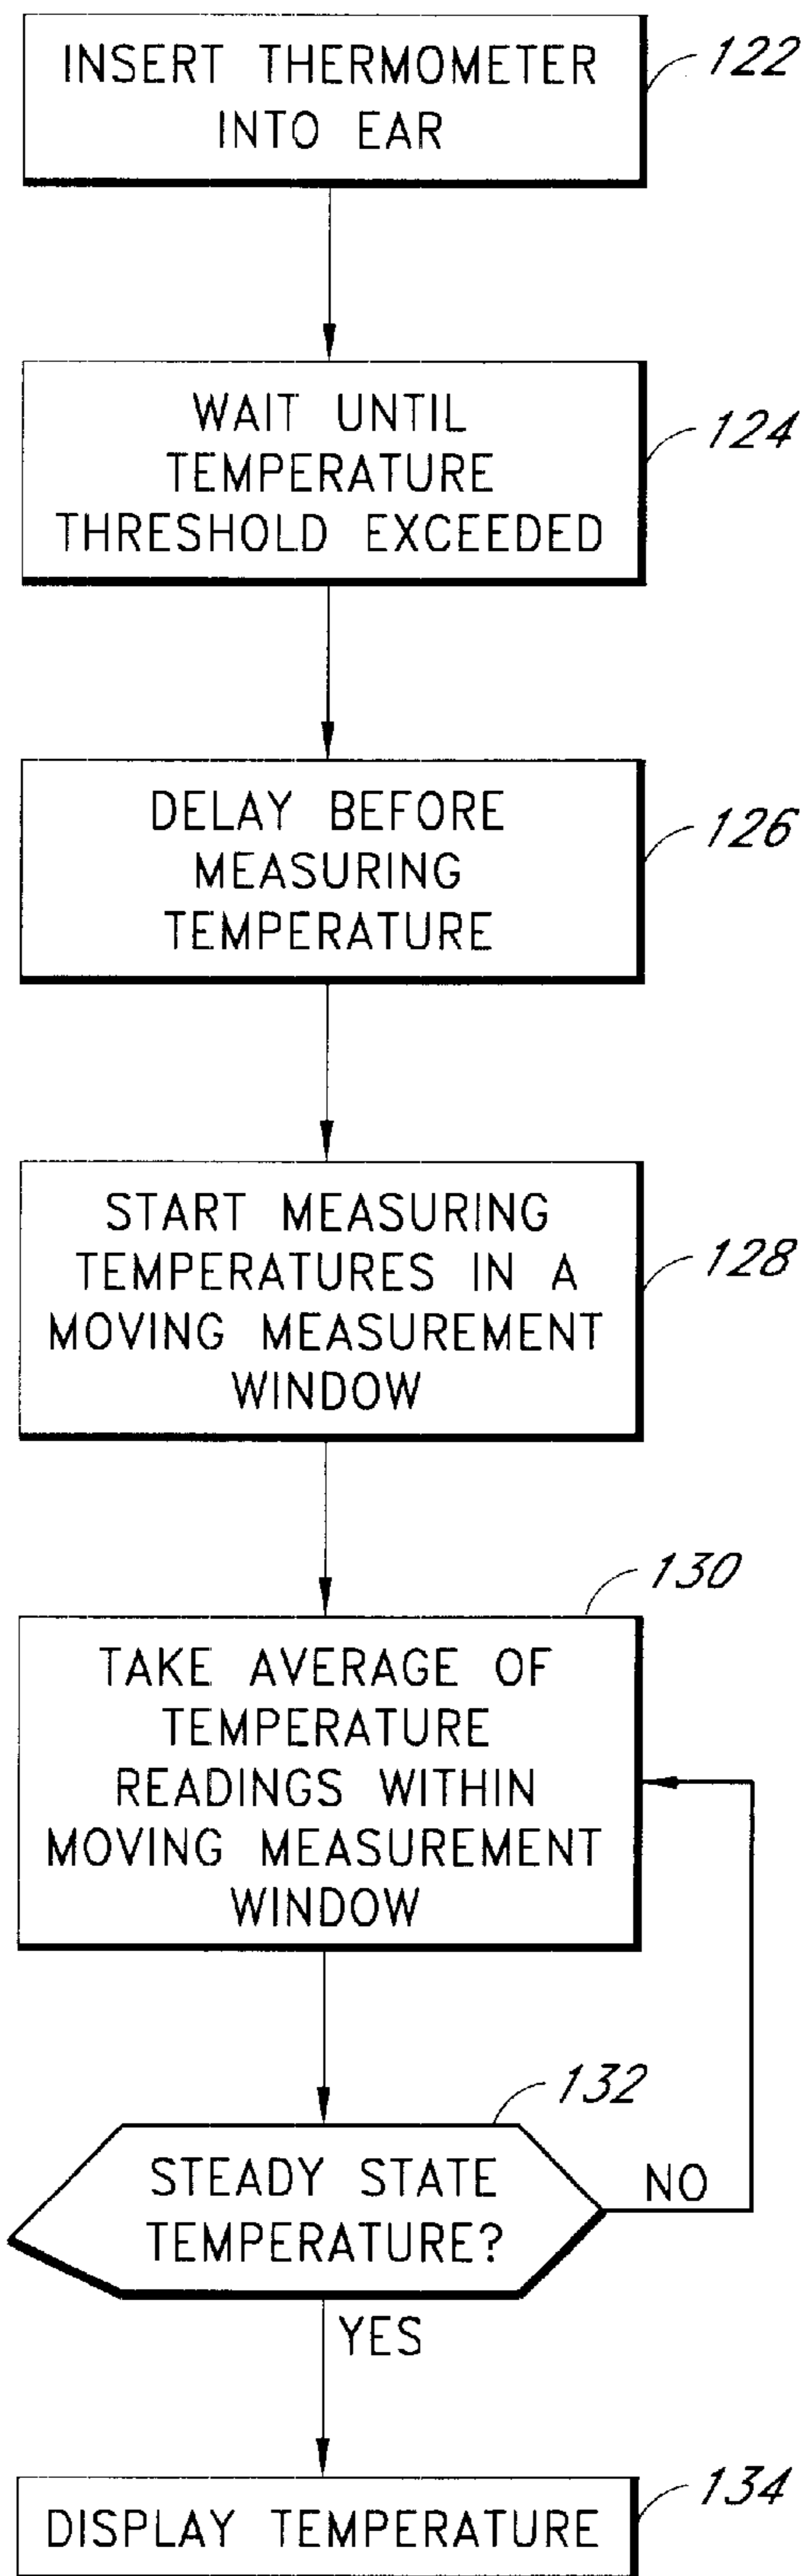 INSERT THERMOMETER
INTO EAR
122
WAIT UNTIL
TEMPERATURE
THRESHOLD EXCEEDED
124
DELAY BEFORE
MEASURING
TEMPERATURE
126
START MEASURING
TEMPERATURES IN A
MOVING MEASUREMENT
WINDOW
128
130
TAKE AVERAGE OF
TEMPERATURE
READINGS WITHIN
MOVING MEASUREMENT
WINDOW
132
STEADY STATE
TEMPERATURE?
NO
YES
134
DISPLAY TEMPERATURE